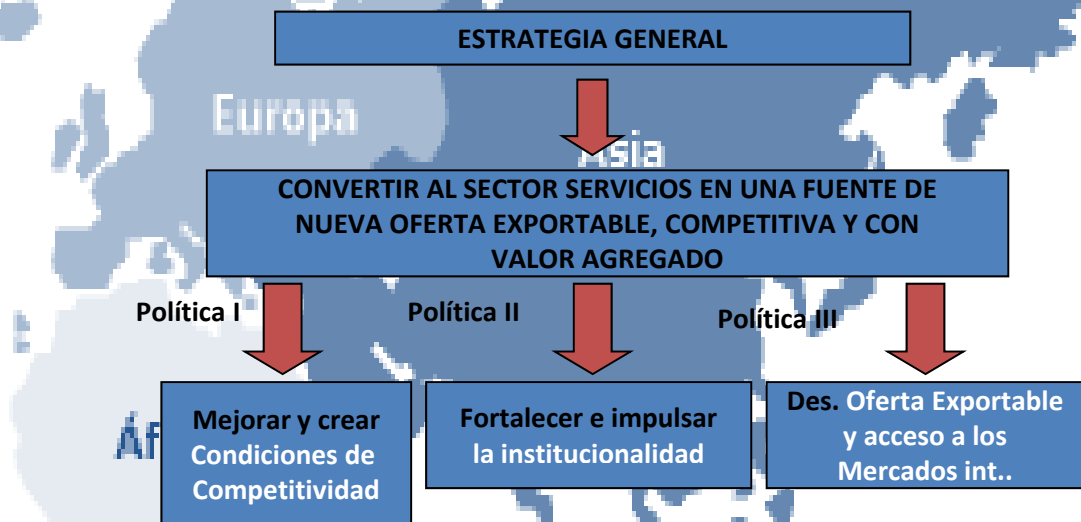 ESTRATEGIA GENERAL
Europa
Asia
CONVERTIR AL SECTOR SERVICIOS EN UNA FUENTE DE
NUEVA OFERTA EXPORTABLE, COMPETITIVA Y CON
VALOR AGREGADO
Política I
Política II
Política III
Mejorar y crear
Condiciones de
Competitividad
Fortalecer e impulsar
la institucionalidad
Des. Oferta Exportable
y acceso a los
Mercados int..
Áf